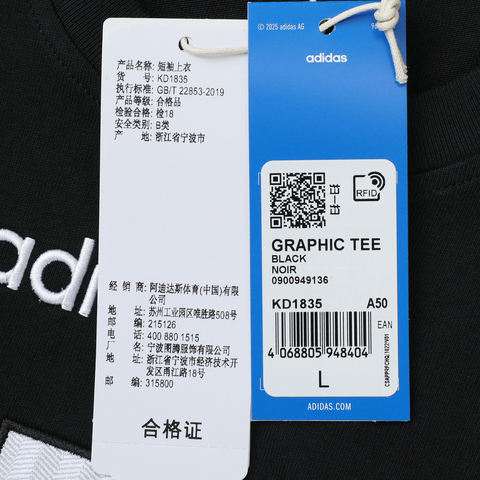 产品名称: 短袖上衣
货 号: KD1835
执行标准: GB/T 22853-2019
产品等级: 合格品
检验合格: 检18
安全类别: B类
产 地: 浙江省宁波市
经 销 商: 阿迪达斯体育(中国)有限
公司
地 址: 苏州工业园区唯胜路508号
邮 编: 215126
电 话: 400 880 1515
厂 名: 宁波图腾服饰有限公司
地 址: 浙江省宁波市经济技术开
发区甬江路18号
邮 编: 315800
合格证
© 2025 adidas AG
adidas
RFID
GRAPHIC TEE
BLACK
NOIR
0900949136
KD1835 A50
EAN
4 068805 948404
L
ADIDAS.COM
adi